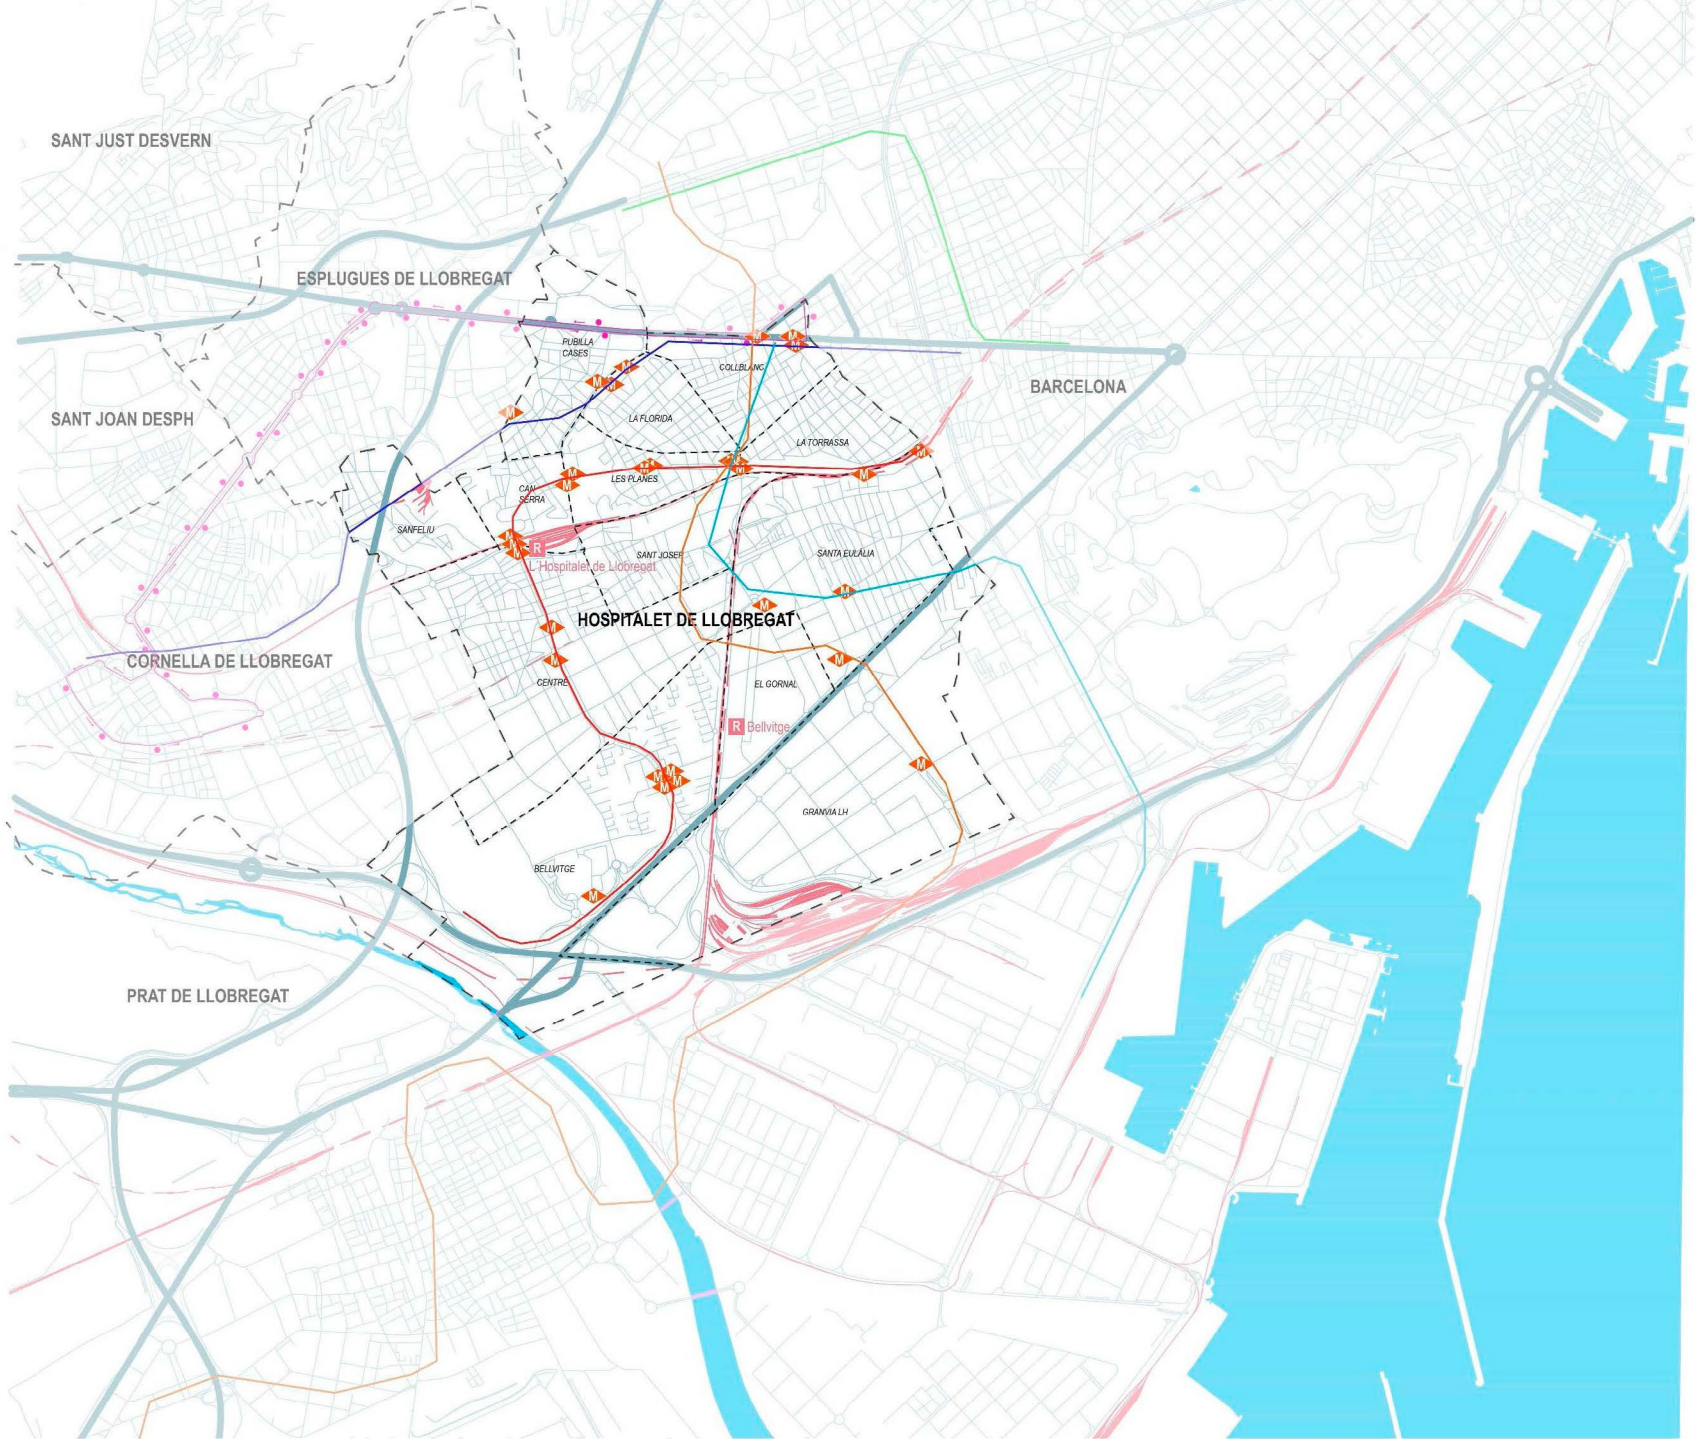 SANT JUST DESVERN
ESPLUGUES DE LLOBREGAT
PUBILLA
CASES
COLLBLANC
BARCELONA
SANT JOAN DESPH
LA FLORIDA
LA TORRASSA
LES PLANES
CAN
SERRA
SANFELIU
R
L'Hospitalet de Llobregat
SANT JOSEP
SANTA EULALIA
HOSPITALET DE LLOBREGAT
CORNELLA DE LLOBREGAT
CENTRE
EL GORNAL
R Bellvitge
GRANVIA LH
BELLVITGE
PRAT DE LLOBREGAT